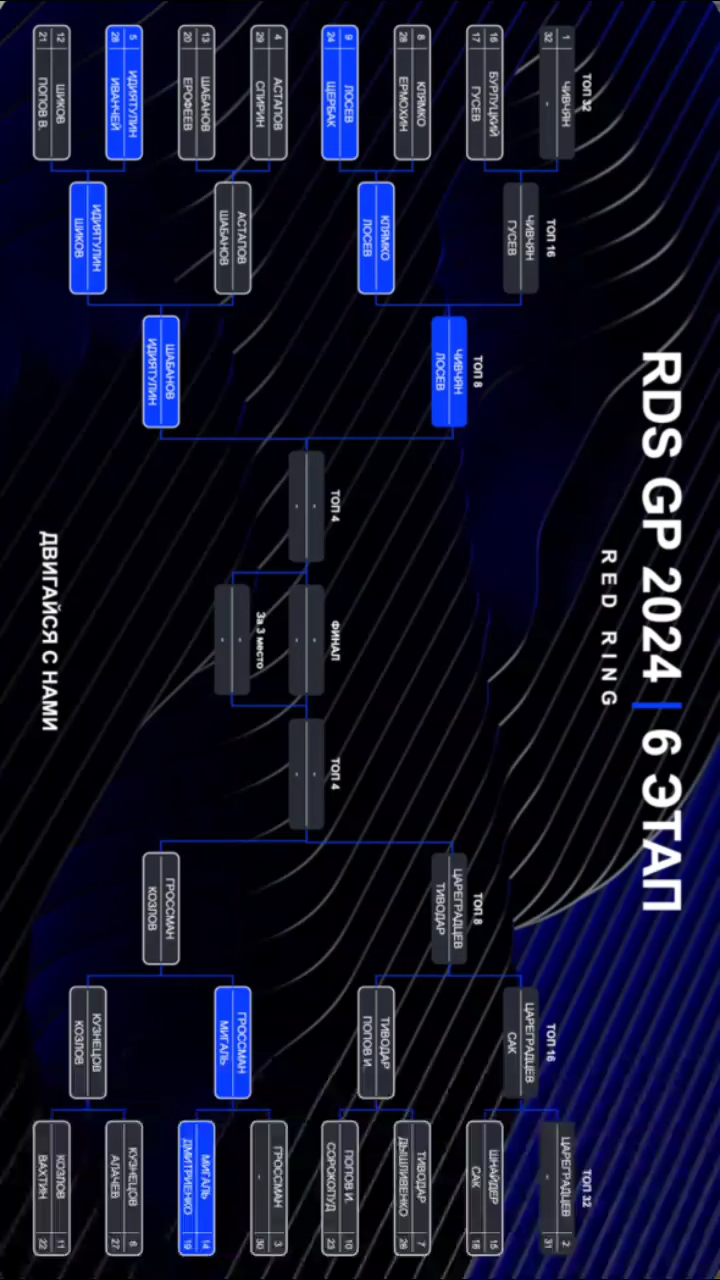 RDS GP 2024 | 6 ЭТАП
RED RING
ТОП 32
1 ЧИВЧЯН
32 -
16 БУРЛУЦКИЙ
17 ГУСЕВ
8 КЛЯМКО
28 ЕРМОХИН
9 ЛОСЕВ
24 ЩЕРБАК
4 АСТАПОВ
29 СПИРИН
13 ШАБАНОВ
20 ЕРОФЕЕВ
5 ИДИЯТУЛИН
28 ИВАНЧЕЙ
12 ШИКОВ
21 ПОПОВ В.
ТОП 16
ЧИВЧЯН
ГУСЕВ
КЛЯМКО
ЛОСЕВ
АСТАПОВ
ШАБАНОВ
ИДИЯТУЛИН
ШИКОВ
ТОП 8
ЧИВЧЯН
ЛОСЕВ
ШАБАНОВ
ИДИЯТУЛИН
ТОП 4
-
-
ФИНАЛ
-
-
За 3 место
-
-
ТОП 4
-
-
ТОП 8
ЦАРЕГРАДЦЕВ
ТИВОДАР
ГРОССМАН
КОЗЛОВ
ТОП 16
ЦАРЕГРАДЦЕВ
САК
ТИВОДАР
ПОПОВ И.
ГРОССМАН
МИГАЛЬ
КУЗНЕЦОВ
КОЗЛОВ
ТОП 32
ЦАРЕГРАДЦЕВ 2
- 31
ШНАЙДЕР 15
САК 18
ТИВОДАР 7
ДЫШЛИВЕНКО 26
ПОПОВ И. 10
СОРОКОПУД 23
ГРОССМАН 3
- 30
МИГАЛЬ 14
ДМИТРИЕНКО 19
КУЗНЕЦОВ 6
АЛАЧЕВ 27
КОЗЛОВ 11
ВАХТИН 22
ДВИГАЙСЯ С НАМИ